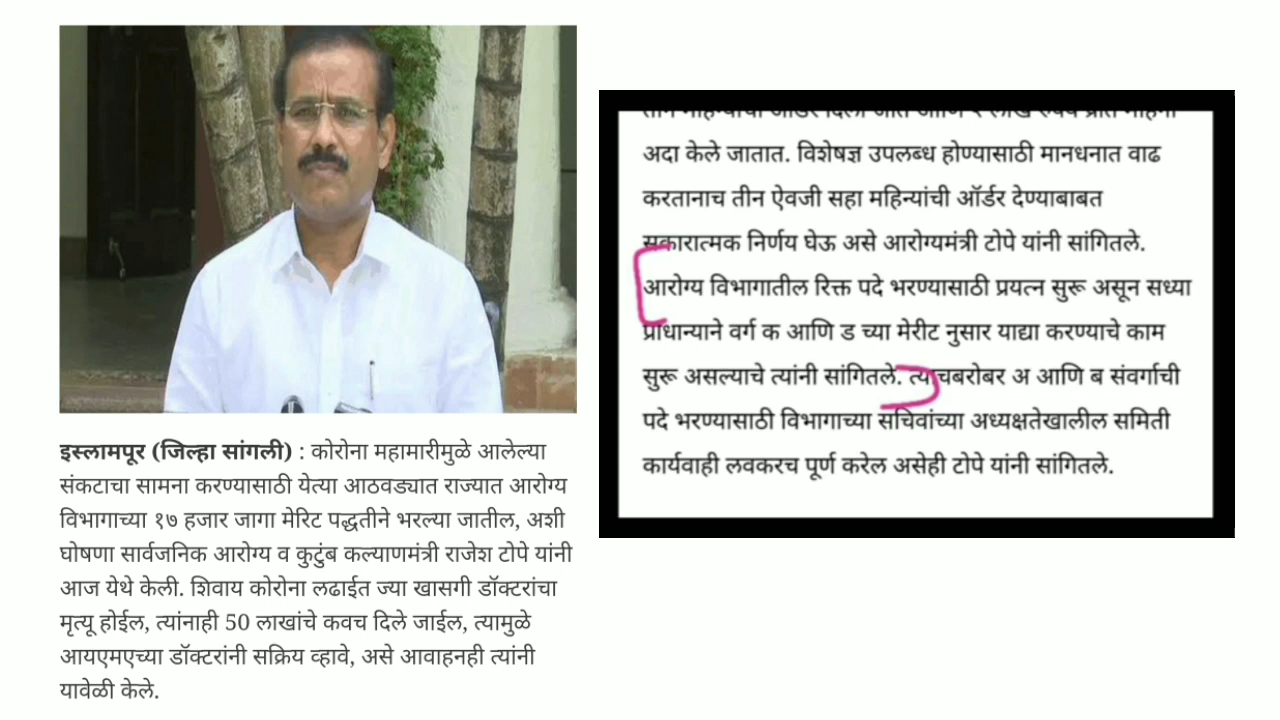 इस्लामपूर (जिल्हा सांगली) : कोरोना महामारीमुळे आलेल्या
संकटाचा सामना करण्यासाठी येत्या आठवड्यात राज्यात आरोग्य
विभागाच्या १७ हजार जागा मेरिट पद्धतीने भरल्या जातील, अशी
घोषणा सार्वजनिक आरोग्य व कुटुंब कल्याणमंत्री राजेश टोपे यांनी
आज येथे केली. शिवाय कोरोना लढाईत ज्या खासगी डॉक्टरांचा
मृत्यू होईल, त्यांनाही 50 लाखांचे कवच दिले जाईल, त्यामुळे
आयएमएच्या डॉक्टरांनी सक्रिय व्हावे, असे आवाहनही त्यांनी
यावेळी केले.
अदा केले जातात. विशेषज्ञ उपलब्ध होण्यासाठी मानधनात वाढ
करतानाच तीन ऐवजी सहा महिन्यांची ऑर्डर देण्याबाबत
सकारात्मक निर्णय घेऊ असे आरोग्यमंत्री टोपे यांनी सांगितले.
आरोग्य विभागातील रिक्त पदे भरण्यासाठी प्रयत्न सुरू असून सध्या
प्राधान्याने वर्ग क आणि ड च्या मेरीट नुसार याद्या करण्याचे काम
सुरू असल्याचे त्यांनी सांगितले. त्याचबरोबर अ आणि ब संवर्गाची
पदे भरण्यासाठी विभागाच्या सचिवांच्या अध्यक्षतेखालील समिती
कार्यवाही लवकरच पूर्ण करेल असेही टोपे यांनी सांगितले.